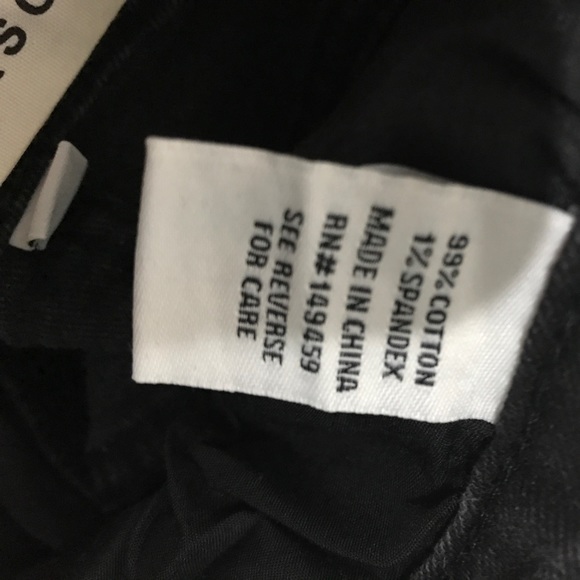 99% COTTON
1% SPANDEX
MADE IN CHINA
RN#149459
SEE REVERSE
FOR CARE